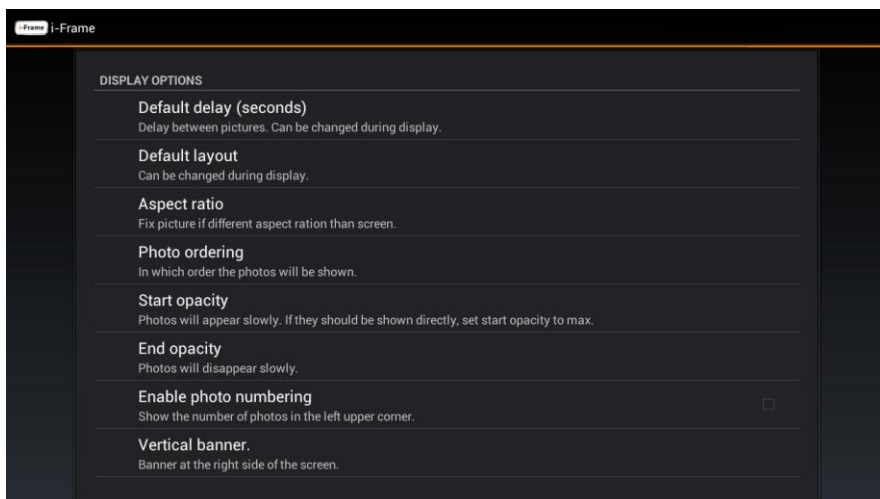 i-Frame i-Frame
DISPLAY OPTIONS
Default delay (seconds)
Delay between pictures. Can be changed during display.
Default layout
Can be changed during display.
Aspect ratio
Fix picture if different aspect ration than screen.
Photo ordering
In which order the photos will be shown.
Start opacity
Photos will appear slowly. If they should be shown directly, set start opacity to max.
End opacity
Photos will disappear slowly.
Enable photo numbering
Show the number of photos in the left upper corner.
Vertical banner.
Banner at the right side of the screen.